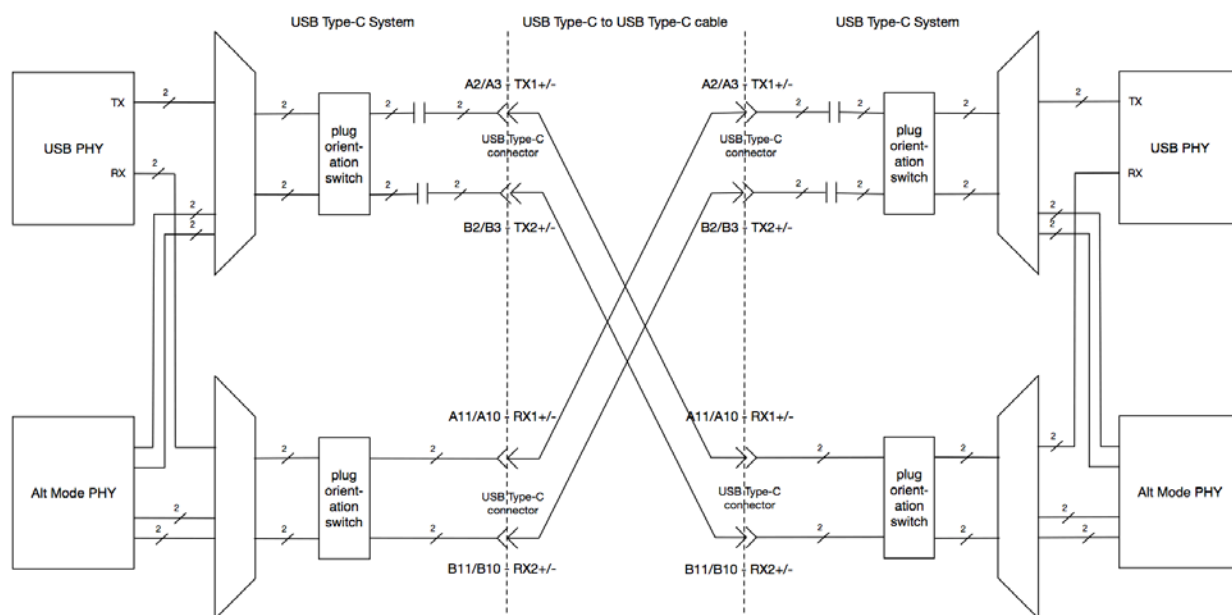 USB Type-C System
USB Type-C to USB Type-C cable
USB Type-C System
A2/A3 - TX1+/-
A2/A3 - TX1+/-
TX
2
2
2
2
2
2
2
TX
USB PHY
plug
orient-
ation
switch
USB Type-C
connector
USB Type-C
connector
plug
orient-
ation
switch
USB PHY
RX
2
2
2
2
2
2
2
RX
2
2
2
2
B2/B3 - TX2+/-
B2/B3 - TX2+/-
A11/A10 - RX1+/-
A11/A10 - RX1+/-
2
2
2
2
2
Alt Mode PHY
plug
orient-
ation
switch
USB Type-C
connector
USB Type-C
connector
plug
orient-
ation
switch
Alt Mode PHY
2
2
2
2
2
2
2
2
B11/B10 - RX2+/-
B11/B10 - RX2+/-